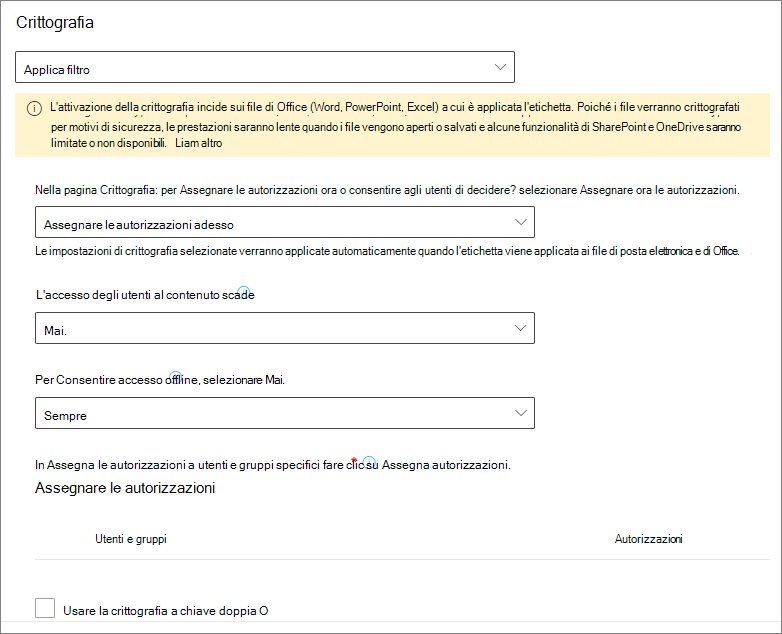 Crittografia
Applica filtro
L'attivazione della crittografia incide sui file di Office (Word, PowerPoint, Excel) a cui è applicata l'etichetta. Poiché i file verranno crittografati
per motivi di sicurezza, le prestazioni saranno lente quando i file vengono aperti o salvati e alcune funzionalità di SharePoint e OneDrive saranno
limitate o non disponibili. Liam altro
Nella pagina Crittografia: per Assegnare le autorizzazioni ora o consentire agli utenti di decidere? selezionare Assegnare ora le autorizzazioni.
Assegnare le autorizzazioni adesso
Le impostazioni di crittografia selezionate verranno applicate automaticamente quando l'etichetta viene applicata ai file di posta elettronica e di Office.
L'accesso degli utenti al contenuto scade
Mai.
Per Consentire accesso offline, selezionare Mai.
Sempre
In Assegna le autorizzazioni a utenti e gruppi specifici fare clic su Assegna autorizzazioni.
Assegnare le autorizzazioni
Utenti e gruppi Autorizzazioni
Usare la crittografia a chiave doppia O